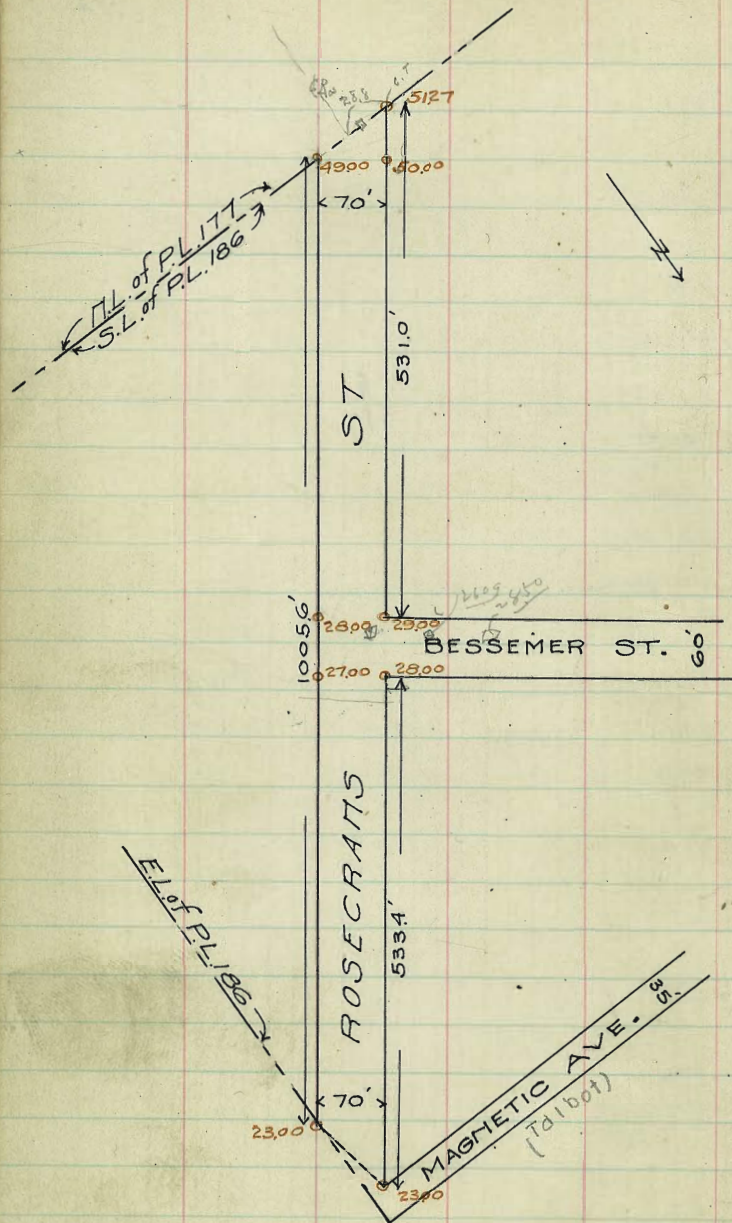 51.27
49.00
50.00
70'
N.L. of P.L. 177
S.L. of P.L. 186
531.0'
ST
28.00
29.00
BESSEMER ST. 60'
1005.6'
27.00
28.00
ROSECRANS
533.4'
E.L. of P.L. 186
MAGNETIC AVE. 35.
(Talbot)
70'
23.00
23.00